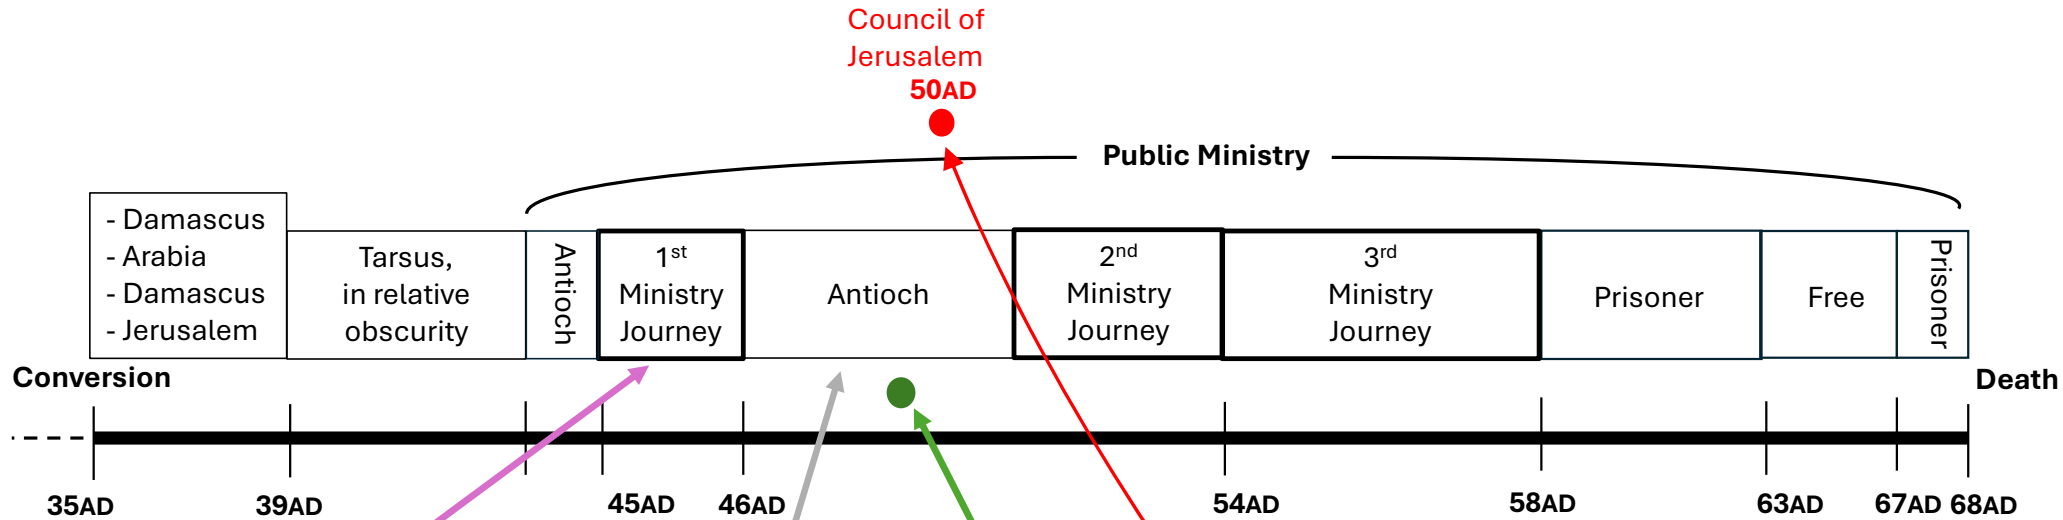 Council of
Jerusalem
50AD
Public Ministry
- Damascus
- Arabia
- Damascus
- Jerusalem
Tarsus,
in relative
obscurity
Antioch
1st
Ministry
Journey
Antioch
2nd
Ministry
Journey
3rd
Ministry
Journey
Prisoner
Free
Prisoner
Conversion
Death
35AD
39AD
45AD
46AD
54AD
58AD
63AD
67AD
68AD